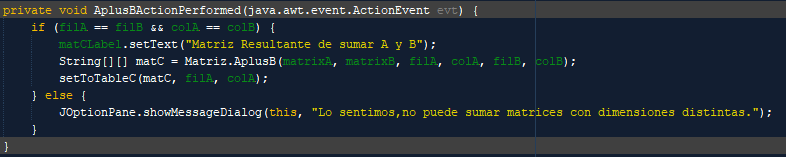 private void AplusBActionPerformed(java.awt.event.ActionEvent evt) {
if (filA == filB && colA == colB) {
matCLabel.setText("Matriz Resultante de sumar A y B");
String[][] matC = Matriz.AplusB(matrixA, matrixB, filA, colA, filB, colB);
setToTableC(matC, filA, colA);
} else {
JOptionPane.showMessageDialog(this, "Lo sentimos,no puede sumar matrices con dimensiones distintas.");
}
}